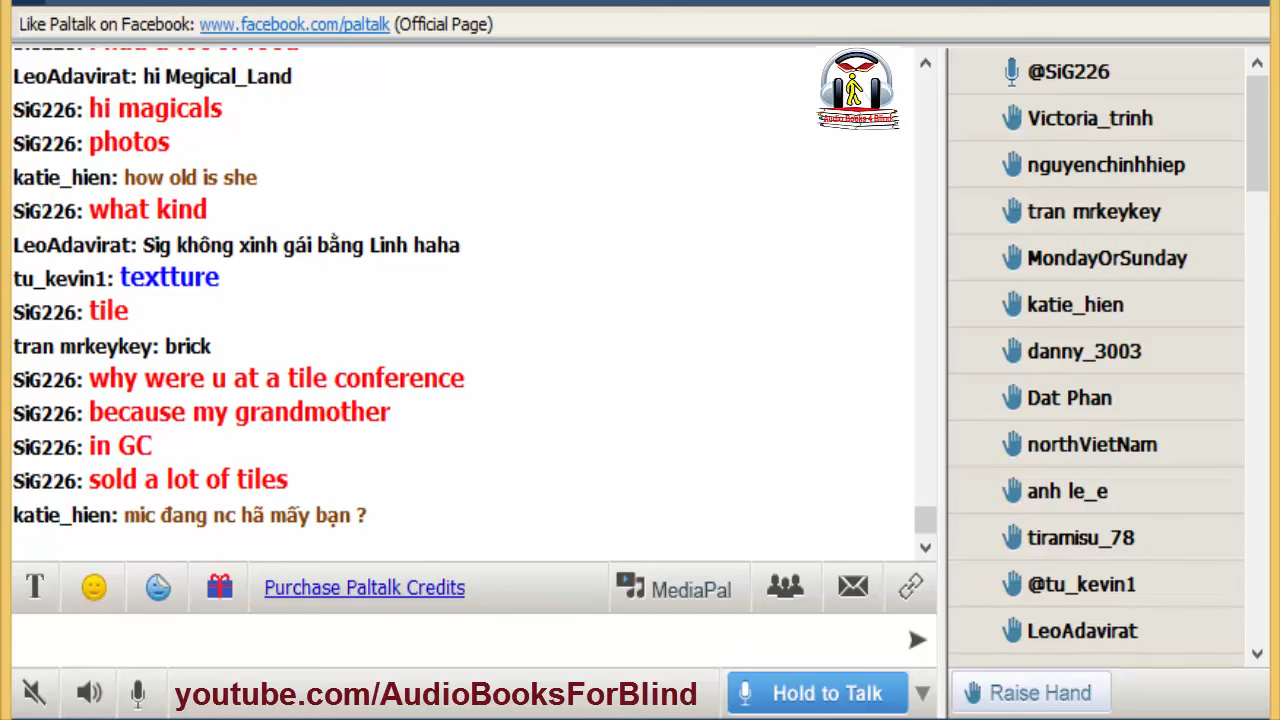 Like Paltalk on Facebook: www.facebook.com/paltalk (Official Page)
LeoAdavirat: hi Megical_Land
SiG226: hi magicals
SiG226: photos
katie_hien: how old is she
SiG226: what kind
LeoAdavirat: Sig không xinh gái bằng Linh haha
tu_kevin1: textture
SiG226: tile
tran mrkeykey: brick
SiG226: why were u at a tile conference
SiG226: because my grandmother
SiG226: in GC
SiG226: sold a lot of tiles
katie_hien: mic đang nc hã mấy bạn ?
Audio Books 4 Blind
@SiG226
Victoria_trinh
nguyenchinhhiep
tran mrkeykey
MondayOrSunday
katie_hien
danny_3003
Dat Phan
northVietNam
anh le_e
tiramisu_78
@tu_kevin1
LeoAdavirat
T
Purchase Paltalk Credits
MediaPal
youtube.com/AudioBooksForBlind
Hold to Talk
Raise Hand